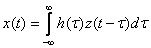 x(t) = ∫_{-∞}^{∞} h(τ)z(t − τ)dτ